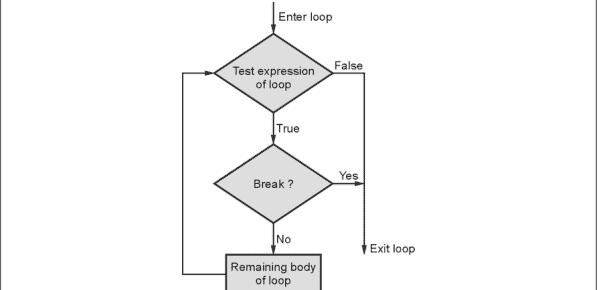 Enter loop
Test expression
of loop
False
True
Break ?
Yes
No
Exit loop
Remaining body
of loop